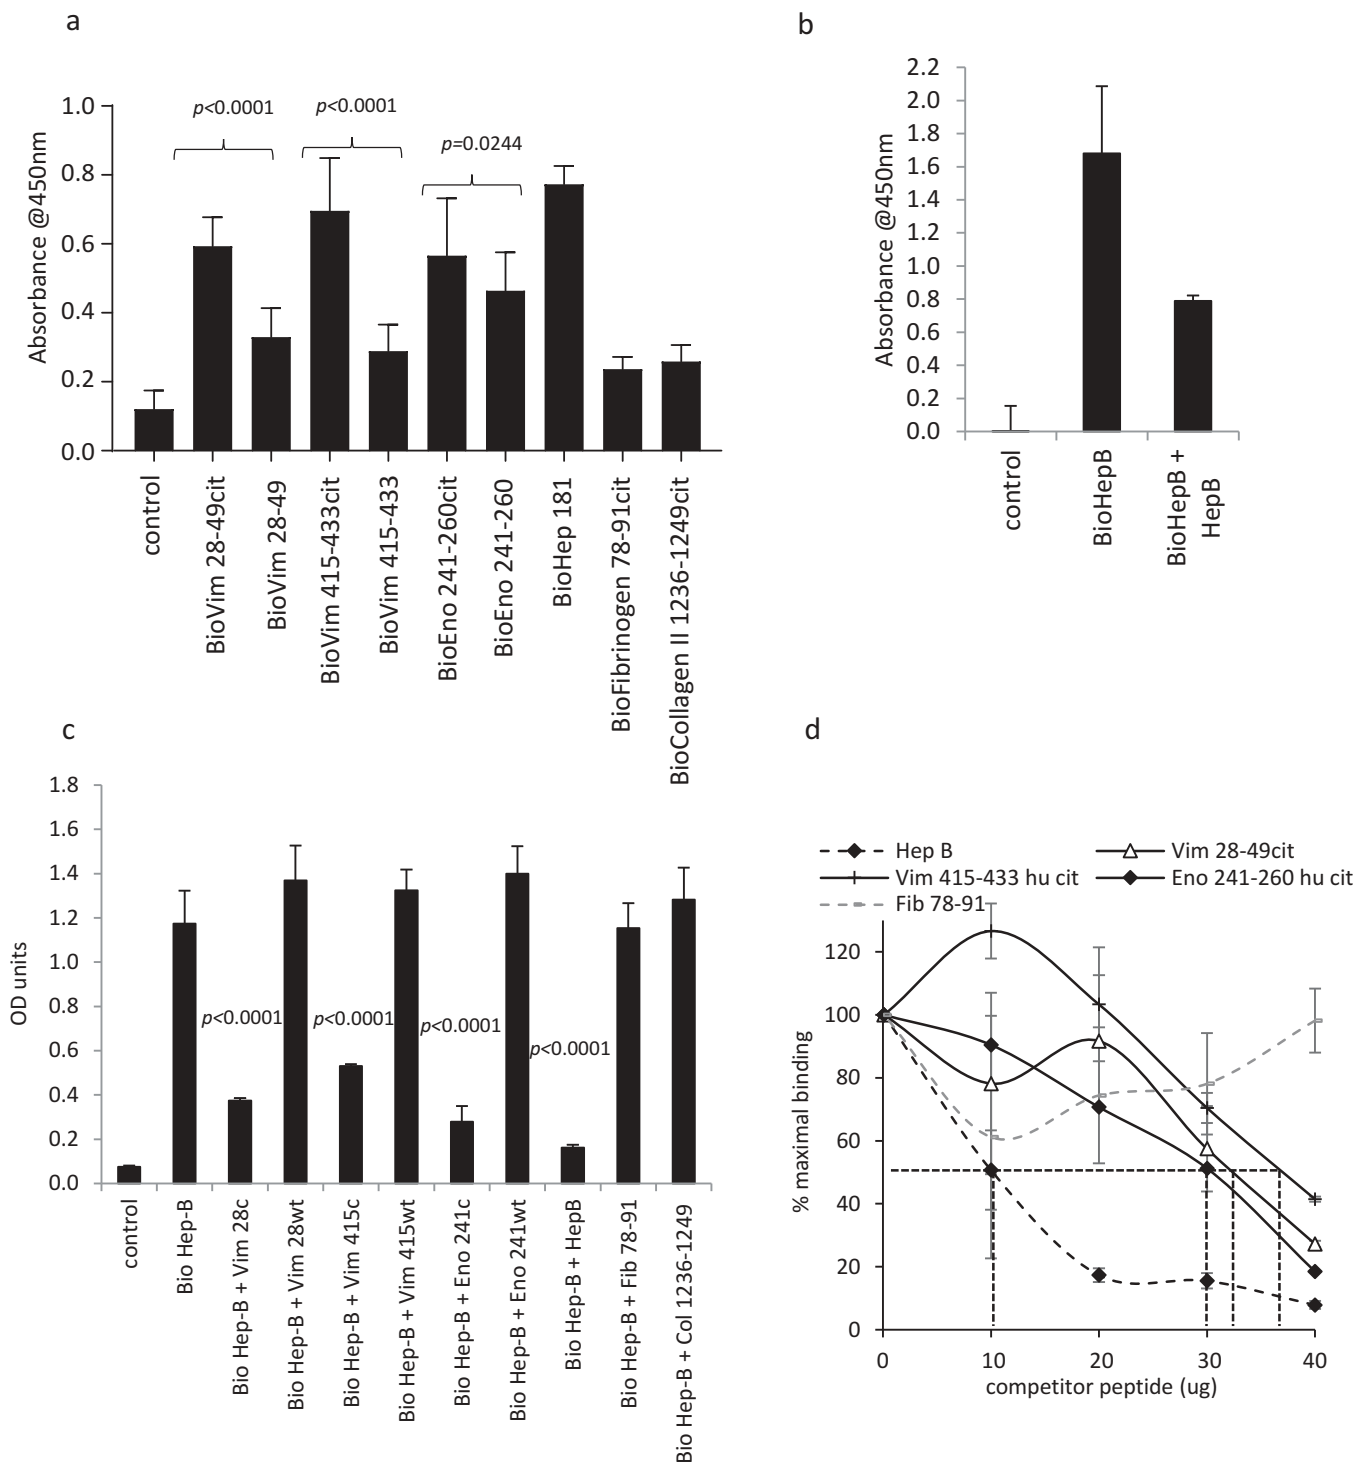 a
Absorbance @450nm
1.0
0.8
0.6
0.4
0.2
0.0
p<0.0001
p<0.0001
p=0.0244
control
BioVim 28-49cit
BioVim 28-49
BioVim 415-433cit
BioVim 415-433
BioEno 241-260cit
BioEno 241-260
BioHep 181
BioFibrinogen 78-91cit
BioCollagen II 1236-1249cit
b
Absorbance @450nm
2.2
2.0
1.8
1.6
1.4
1.2
1.0
0.8
0.6
0.4
0.2
0.0
control
BioHepB
BioHepB +
HepB
c
OD units
1.8
1.6
1.4
1.2
1.0
0.8
0.6
0.4
0.2
0.0
p<0.0001
p<0.0001
p<0.0001
p<0.0001
control
Bio Hep-B
Bio Hep-B + Vim 28c
Bio Hep-B + Vim 28wt
Bio Hep-B + Vim 415c
Bio Hep-B + Vim 415wt
Bio Hep-B + Eno 241c
Bio Hep-B + Eno 241wt
Bio Hep-B + HepB
Bio Hep-B + Fib 78-91
Bio Hep-B + Col 1236-1249
d
Hep B
Vim 28-49cit
Vim 415-433 hu cit
Eno 241-260 hu cit
Fib 78-91
% maximal binding
120
100
80
60
40
20
0
0 10 20 30 40
competitor peptide (ug)